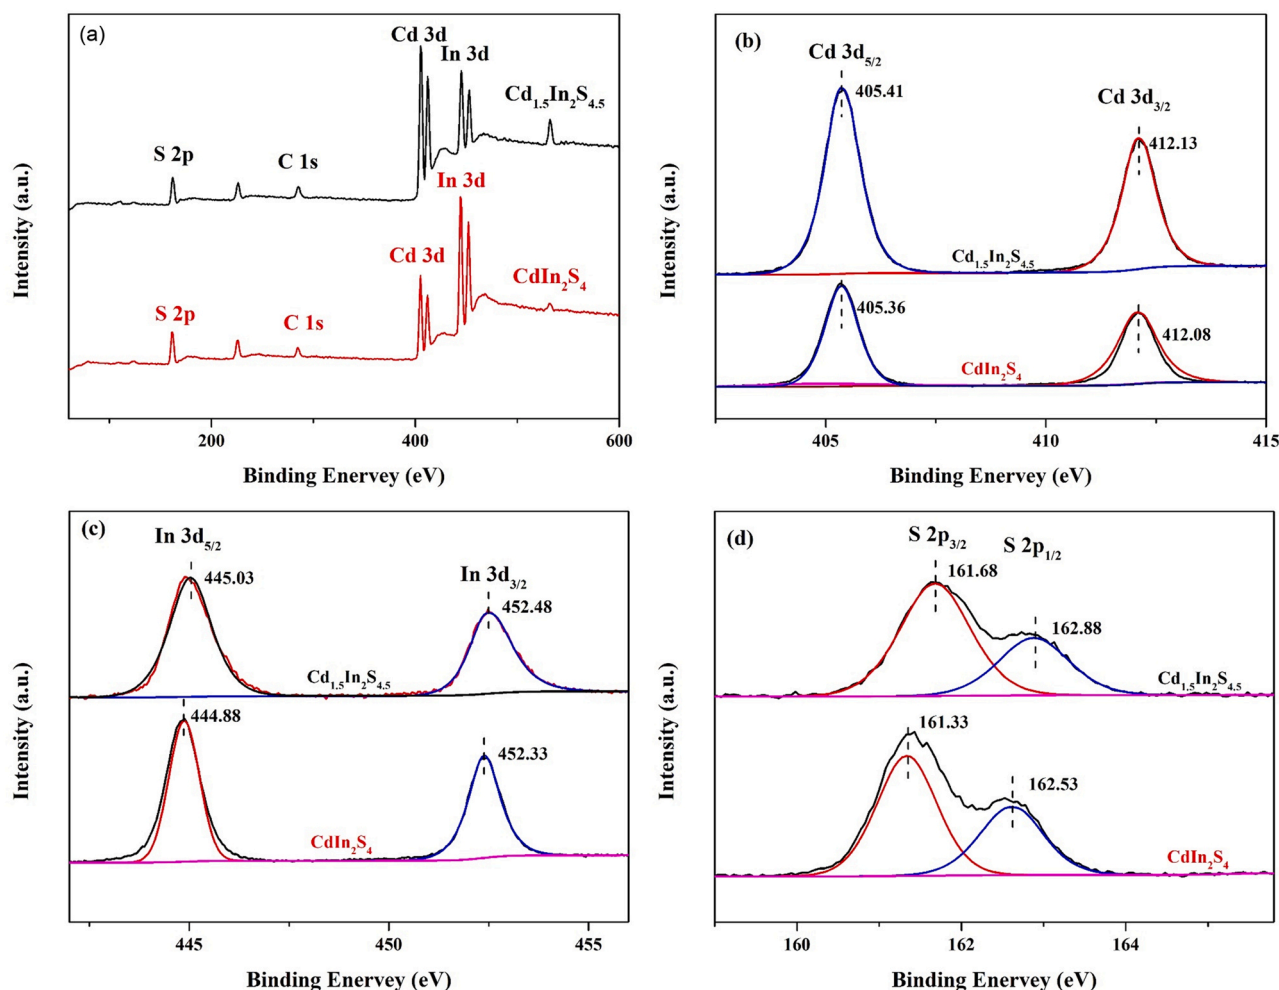 (a)
Cd 3d
In 3d
Cd₁.₅In₂S₄.₅
S 2p
C 1s
In 3d
Cd 3d
CdIn₂S₄
S 2p
C 1s
Intensity (a.u.)
200
400
600
Binding Enervey (eV)
(b)
Cd 3d₅/₂
405.41
Cd 3d₃/₂
412.13
Cd₁.₅In₂S₄.₅
405.36
412.08
CdIn₂S₄
Intensity (a.u.)
405
410
415
Binding Enervey (eV)
(c)
In 3d₅/₂
445.03
In 3d₃/₂
452.48
Cd₁.₅In₂S₄.₅
444.88
452.33
CdIn₂S₄
Intensity (a.u.)
445
450
455
Binding Enervey (eV)
(d)
S 2p₃/₂
S 2p₁/₂
161.68
162.88
Cd₁.₅In₂S₄.₅
161.33
162.53
CdIn₂S₄
Intensity (a.u.)
160
162
164
Binding Enervey (eV)